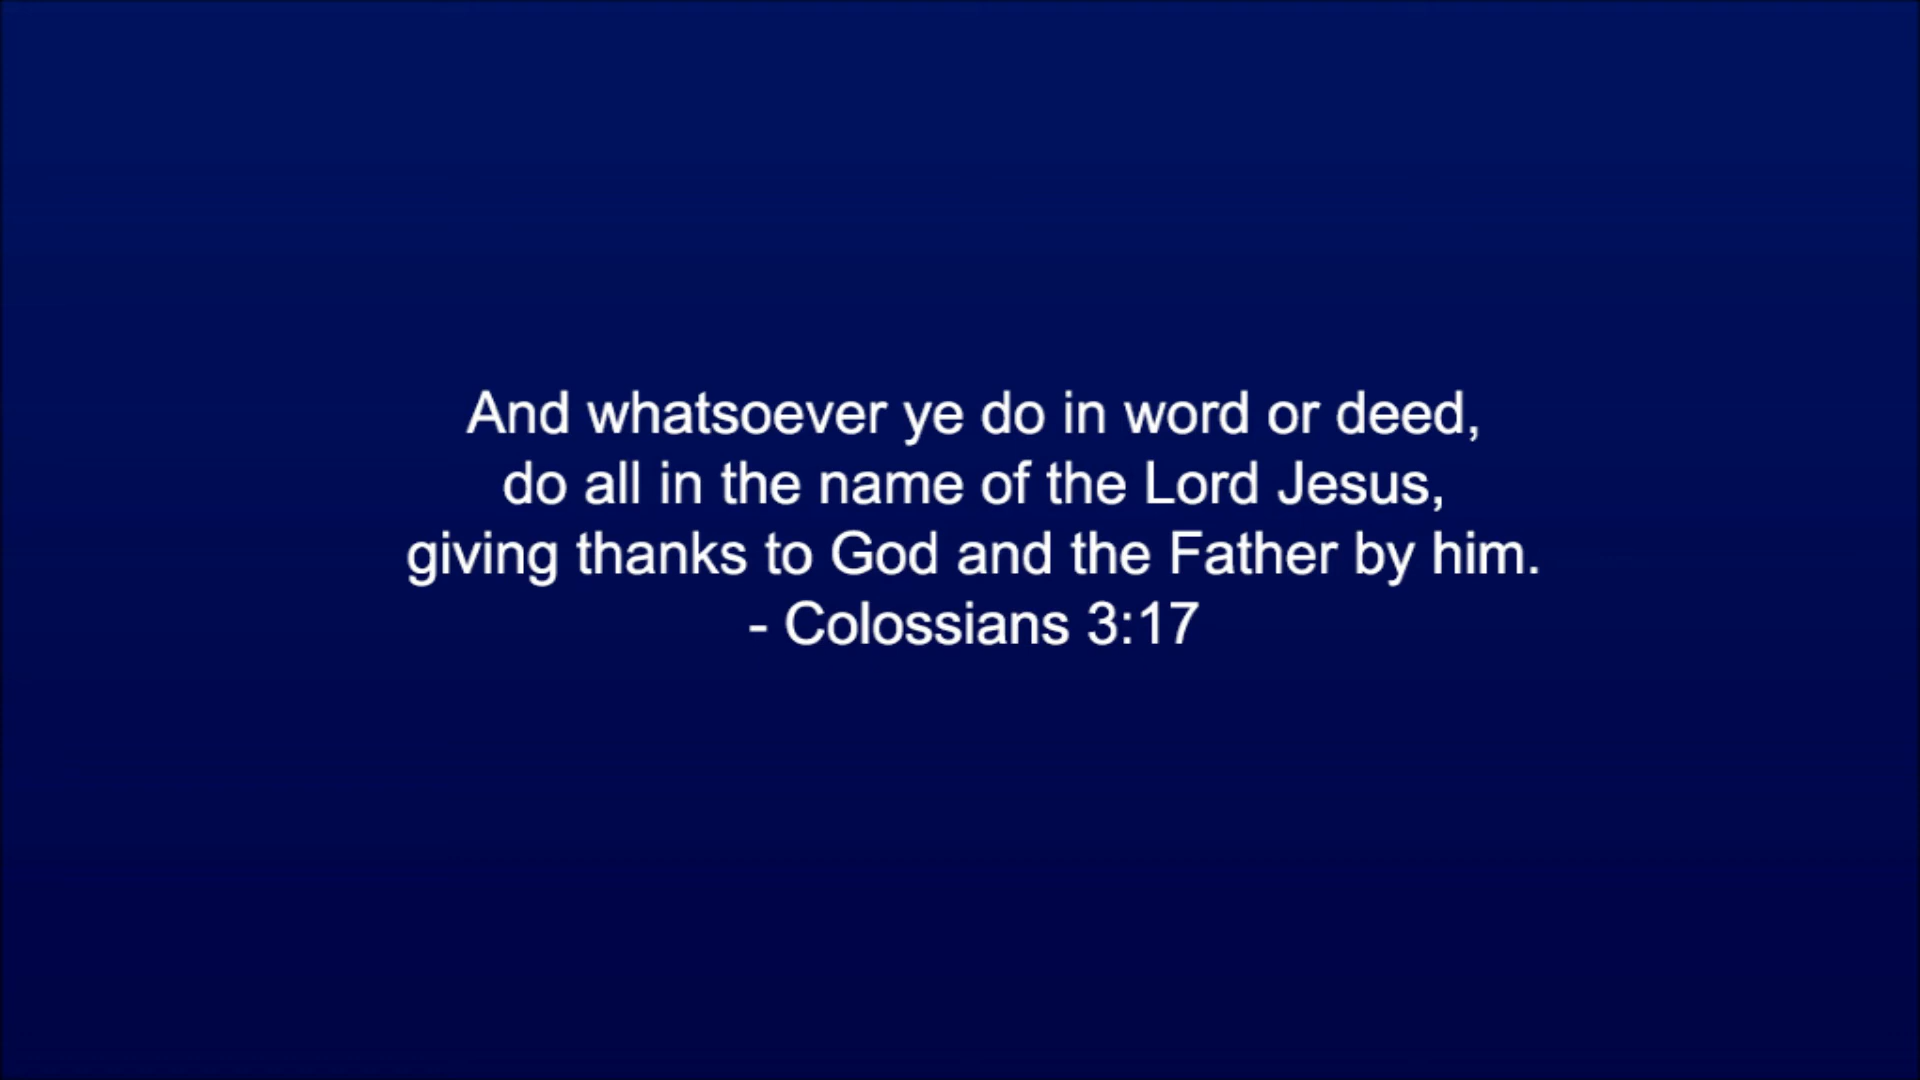 And whatsoever ye do in word or deed,
do all in the name of the Lord Jesus,
giving thanks to God and the Father by him.
- Colossians 3:17